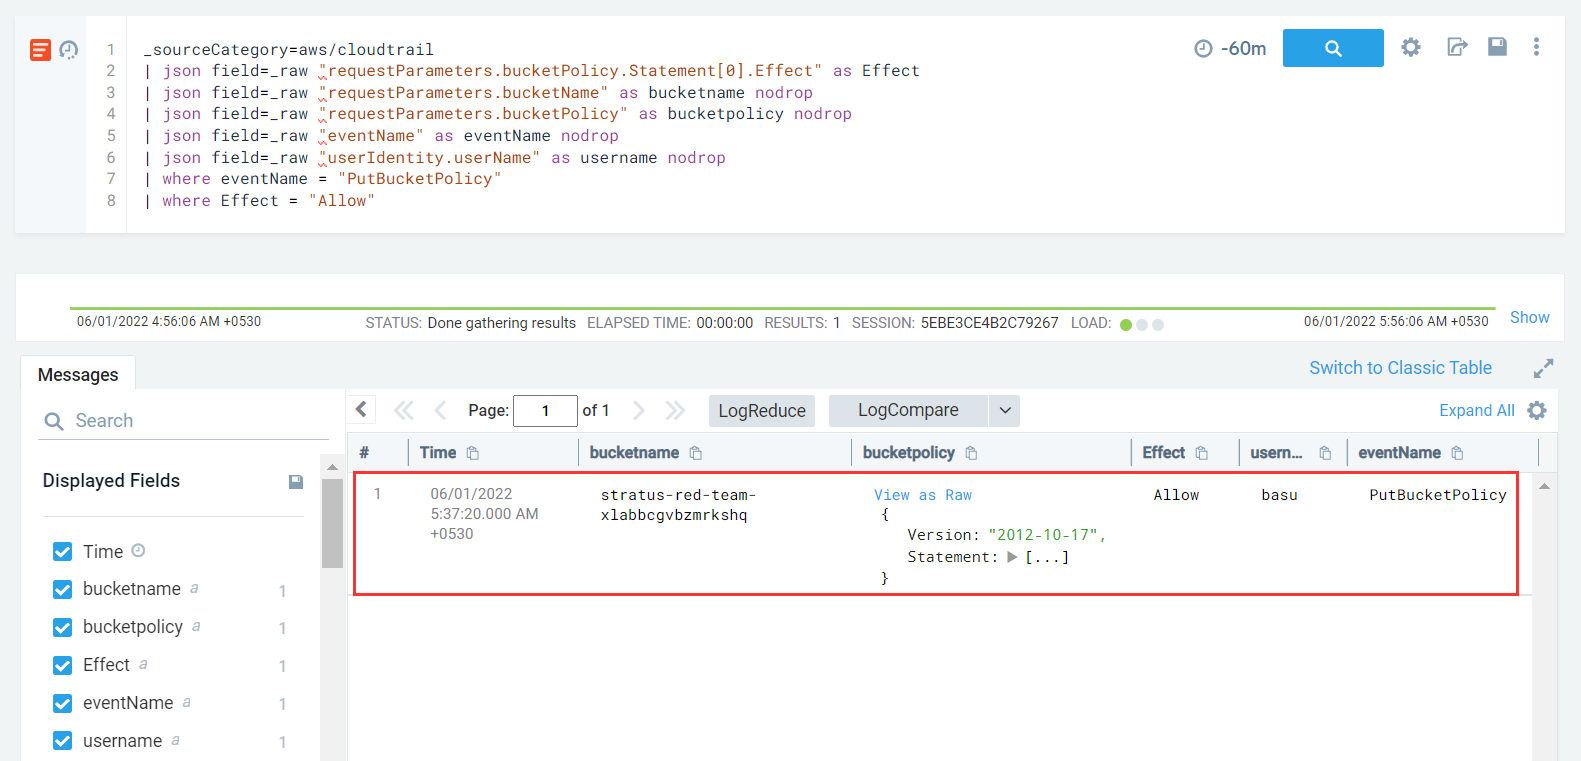 1 _sourceCategory=aws/cloudtrail
2 | json field=_raw "requestParameters.bucketPolicy.Statement[0].Effect" as Effect
3 | json field=_raw "requestParameters.bucketName" as bucketname nodrop
4 | json field=_raw "requestParameters.bucketPolicy" as bucketpolicy nodrop
5 | json field=_raw "eventName" as eventName nodrop
6 | json field=_raw "userIdentity.userName" as username nodrop
7 | where eventName = "PutBucketPolicy"
8 | where Effect = "Allow"
-60m
06/01/2022 4:56:06 AM +0530 STATUS: Done gathering results ELAPSED TIME: 00:00:00 RESULTS: 1 SESSION: 5EBE3CE4B2C79267 LOAD: 06/01/2022 5:56:06 AM +0530 Show
Messages
Switch to Classic Table
Search
Page: 1 of 1 LogReduce LogCompare Expand All
# Time bucketname bucketpolicy Effect usern... eventName
Displayed Fields
1 06/01/2022 stratus-red-team- View as Raw Allow basu PutBucketPolicy
5:37:20.000 AM xlabbcgvbzmrkshq {
+0530 Version: "2012-10-17",
Statement: [...]
}
Time
bucketname a 1
bucketpolicy a 1
Effect a 1
eventName a 1
username a 1